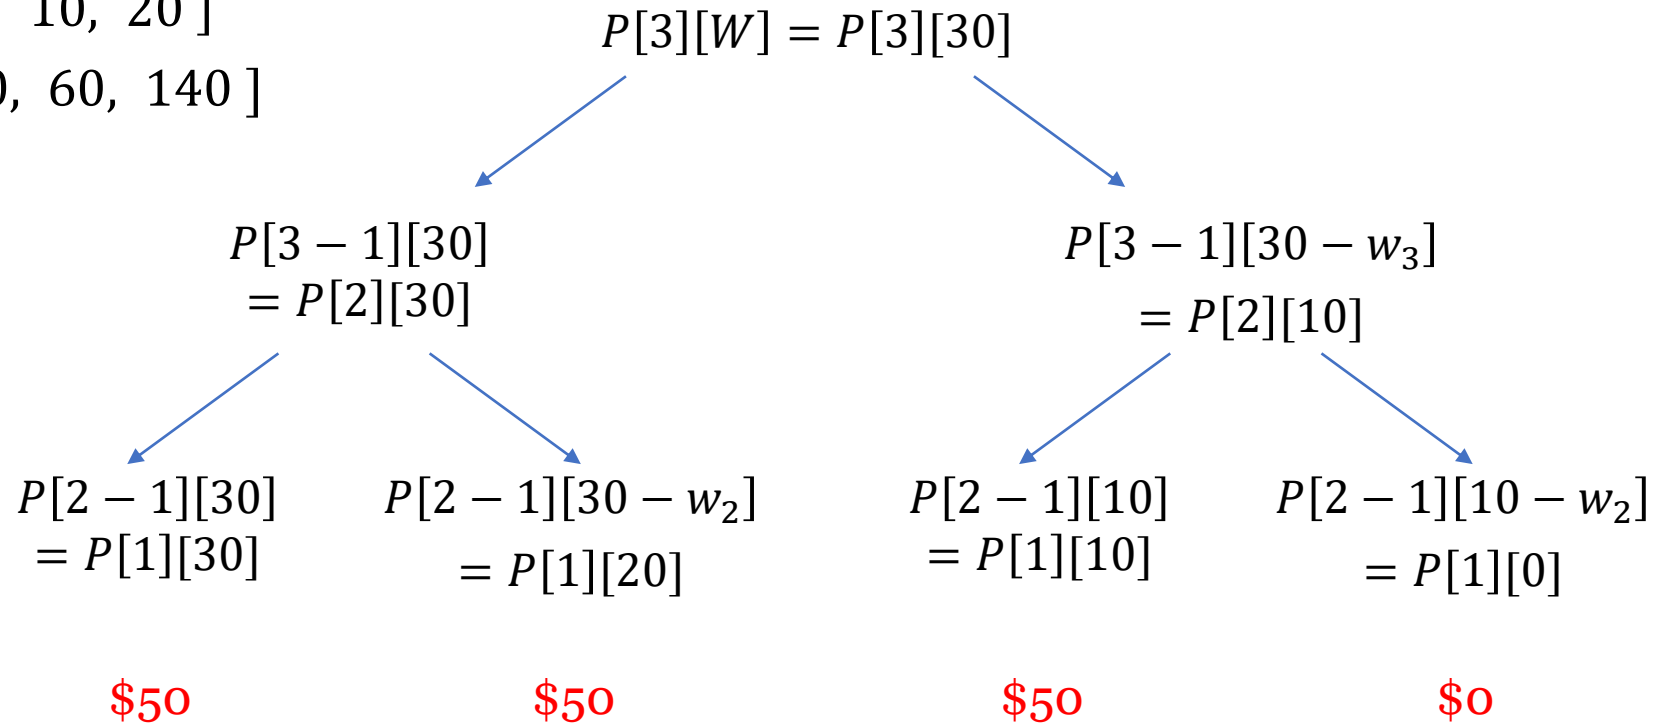 10, 20 ]
P[3][W] = P[3][30]
, 60, 140 ]
P[3 − 1][30]
= P[2][30]
P[3 − 1][30 − w₃]
= P[2][10]
P[2 − 1][30]
= P[1][30]
P[2 − 1][30 − w₂]
= P[1][20]
P[2 − 1][10]
= P[1][10]
P[2 − 1][10 − w₂]
= P[1][0]
$50
$50
$50
$0